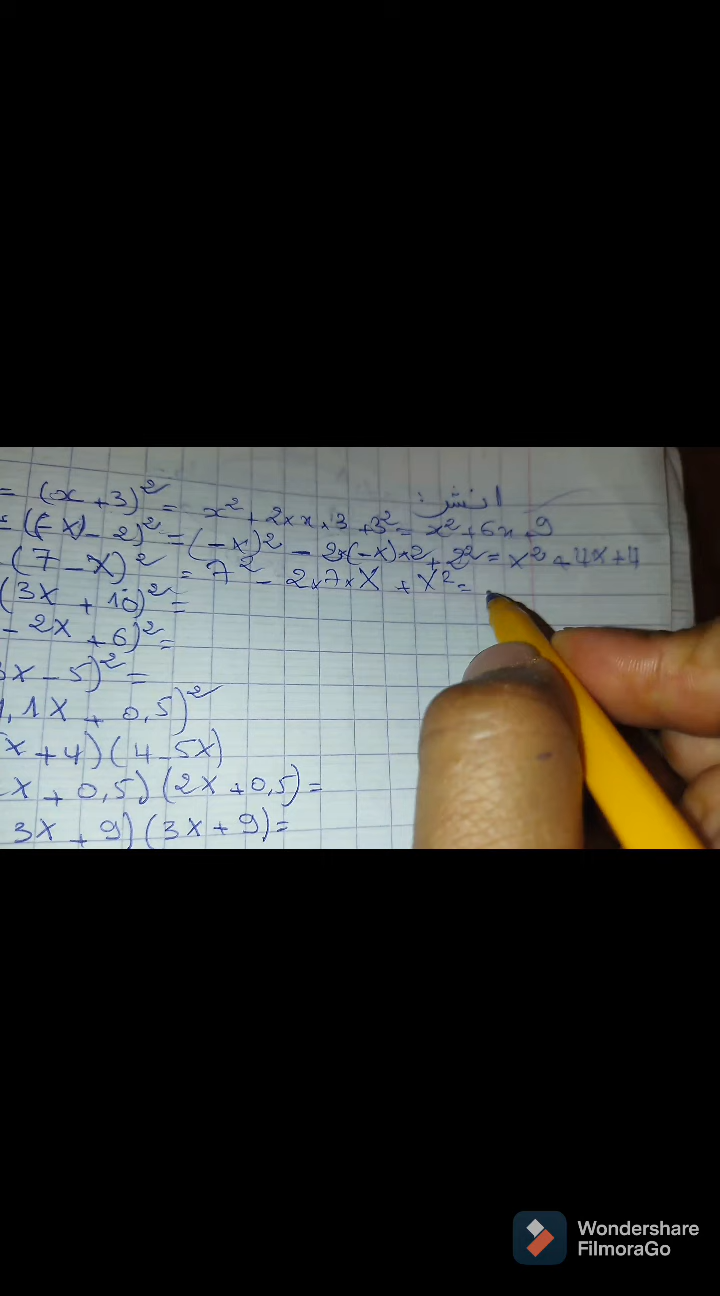 انشر:
= (x + 3)² = x² + 2 × x × 3 + 3² = x² + 6x + 9
= ((-x) - 2)² = (-x)² - 2×(-x)×2 + 2² = x² + 4x + 4
- (7 - x)² = 7² - 2×7×X + X² =
(3X + 10)² =
- 2X + 6)² =
3X - 5)² =
1,1X + 0,5)²
X + 4)(4 - 5X)
X + 0,5)(2X + 0,5) =
3X + 9)(3X + 9) =
Wondershare
FilmoraGo